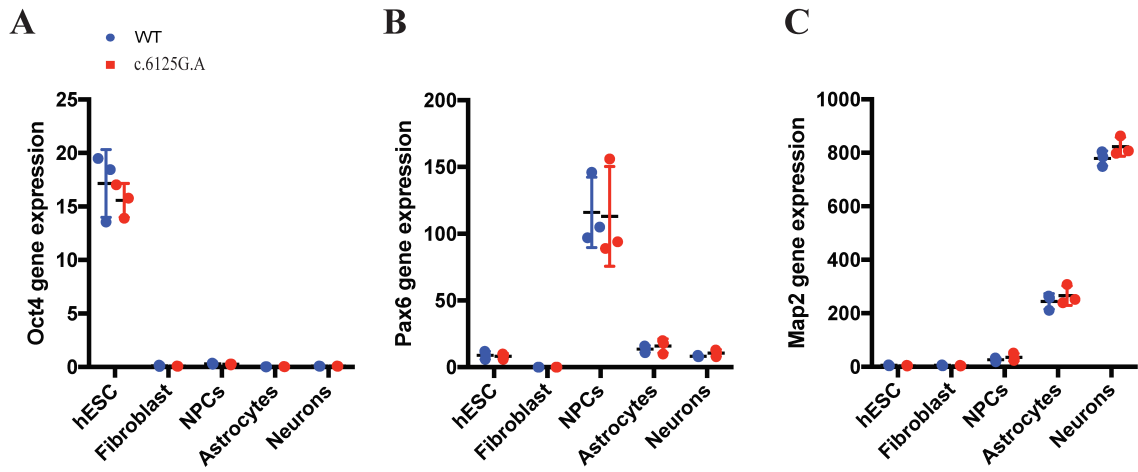 A
B
C
WT
c.6125G.A
Oct4 gene expression
25
20
15
10
5
0
hESC
Fibroblast
NPCs
Astrocytes
Neurons
Pax6 gene expression
200
150
100
50
0
hESC
Fibroblast
NPCs
Astrocytes
Neurons
Map2 gene expression
1000
800
600
400
200
0
hESC
Fibroblast
NPCs
Astrocytes
Neurons